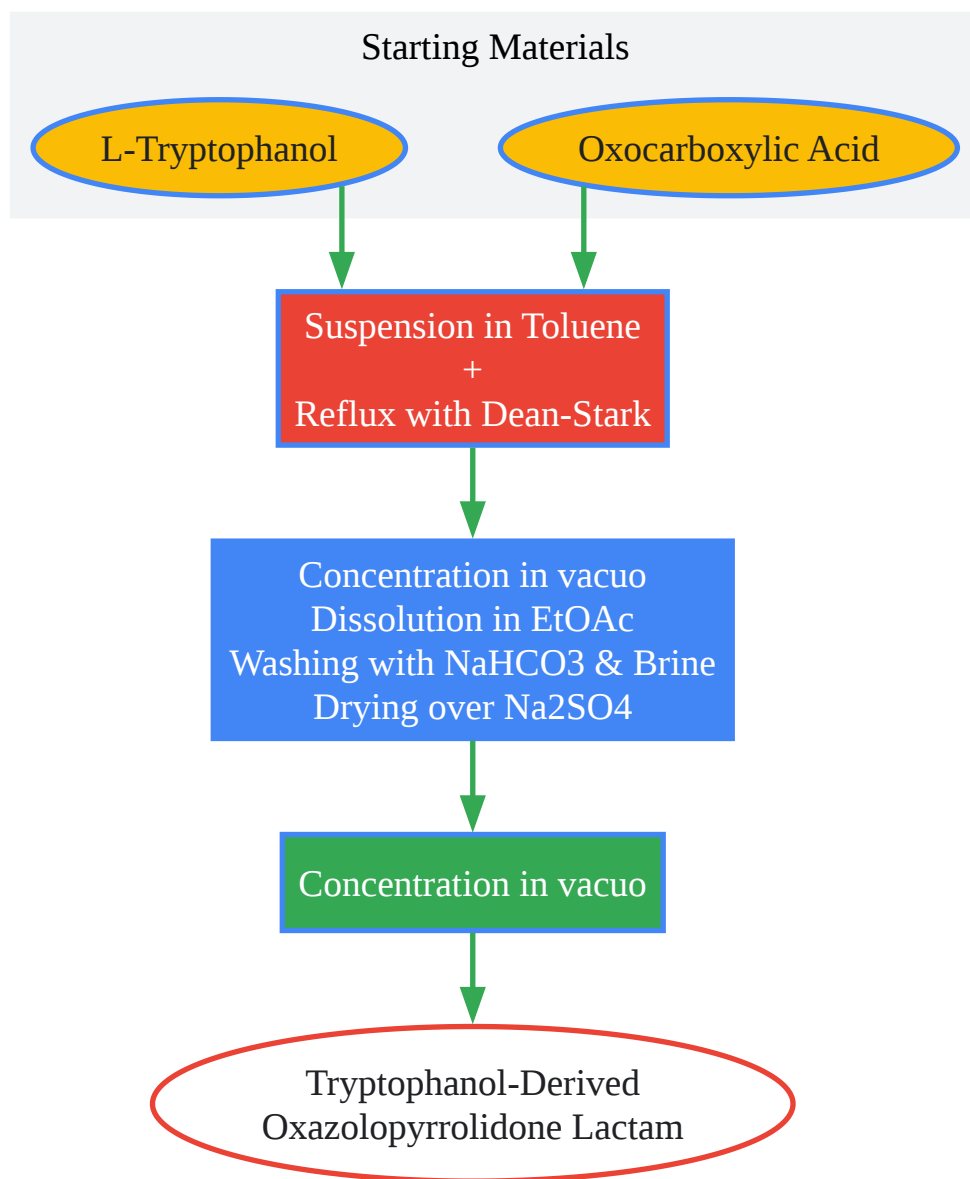 Starting Materials
L-Tryptophanol
Oxocarboxylic Acid
Suspension in Toluene
+
Reflux with Dean-Stark
Concentration in vacuo
Dissolution in EtOAc
Washing with NaHCO3 & Brine
Drying over Na2SO4
Concentration in vacuo
Tryptophanol-Derived
Oxazolopyrrolidone Lactam